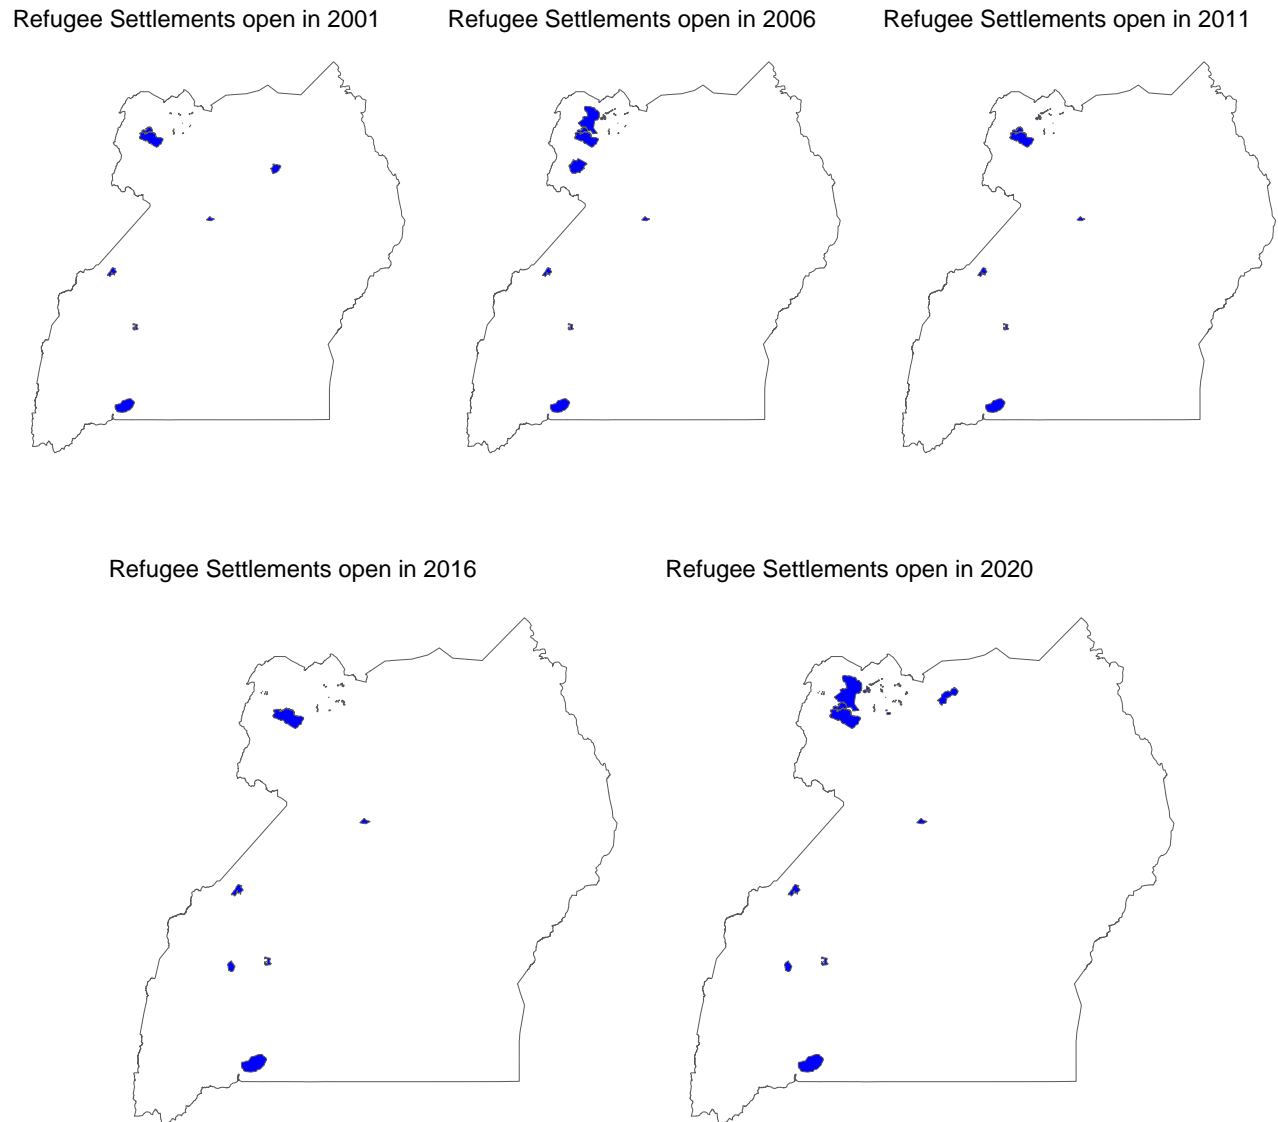 Refugee Settlements open in 2001
Refugee Settlements open in 2006
Refugee Settlements open in 2011
Refugee Settlements open in 2016
Refugee Settlements open in 2020